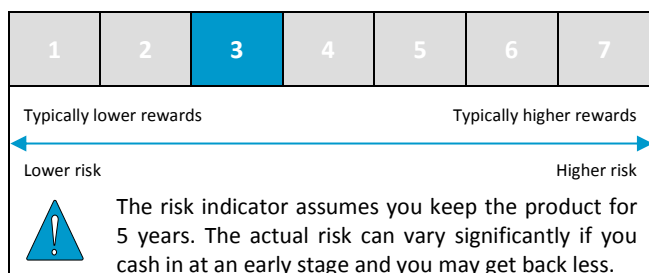 1 2 3 4 5 6 7
Typically lower rewards Typically higher rewards
Lower risk Higher risk
The risk indicator assumes you keep the product for
5 years. The actual risk can vary significantly if you
cash in at an early stage and you may get back less.